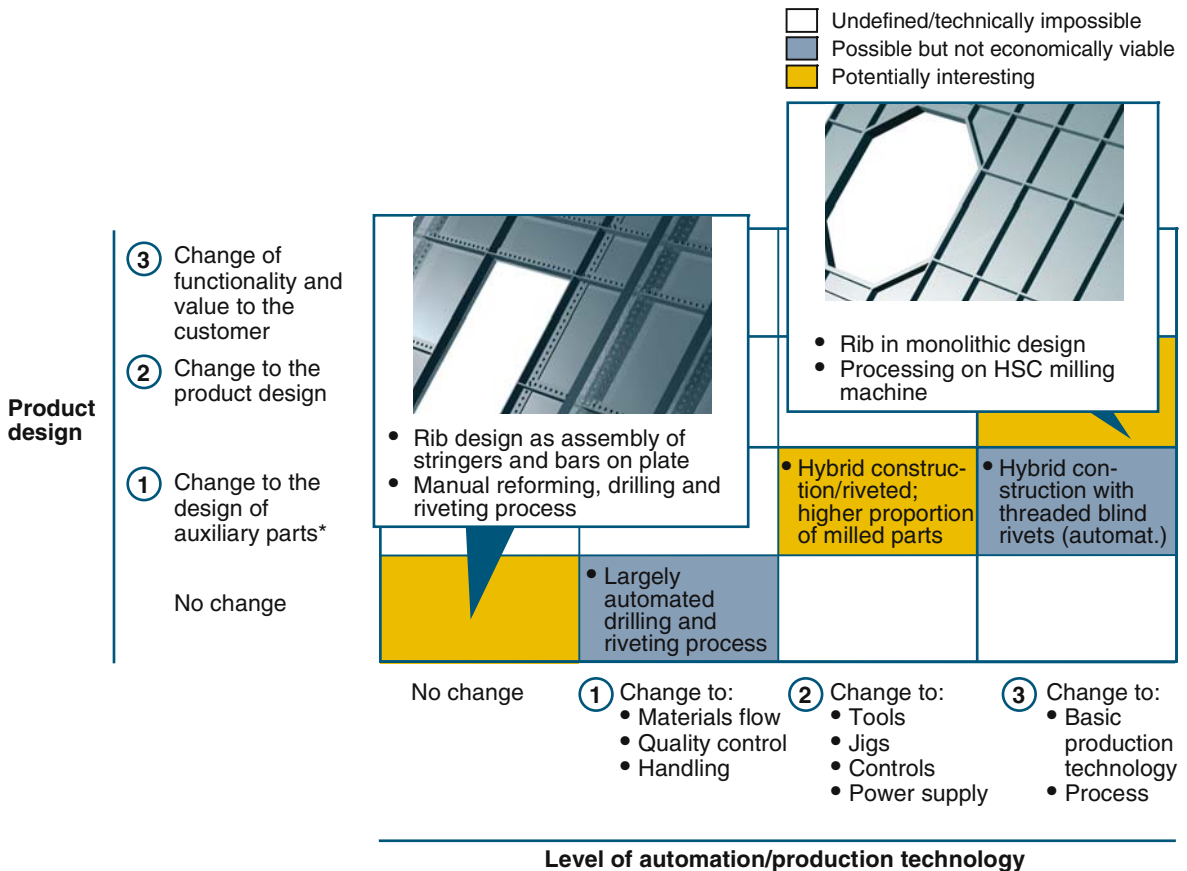 Undefined/technically impossible
Possible but not economically viable
Potentially interesting
Product
design
3 Change of
functionality and
value to the
customer
2 Change to the
product design
1 Change to the
design of
auxiliary parts*
No change
• Rib design as assembly of
stringers and bars on plate
• Manual reforming, drilling and
riveting process
• Rib in monolithic design
• Processing on HSC milling
machine
• Hybrid construc-
tion/riveted;
higher proportion
of milled parts
• Hybrid con-
struction with
threaded blind
rivets (automat.)
• Largely
automated
drilling and
riveting process
No change
1 Change to:
• Materials flow
• Quality control
• Handling
2 Change to:
• Tools
• Jigs
• Controls
• Power supply
3 Change to:
• Basic
production
technology
• Process
Level of automation/production technology